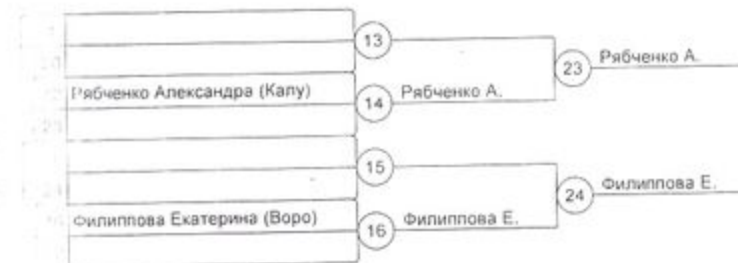 13
23 Рябченко А.
Рябченко Александра (Калу) 14 Рябченко А.
15
24 Филиппова Е.
Филиппова Екатерина (Воро) 16 Филиппова Е.